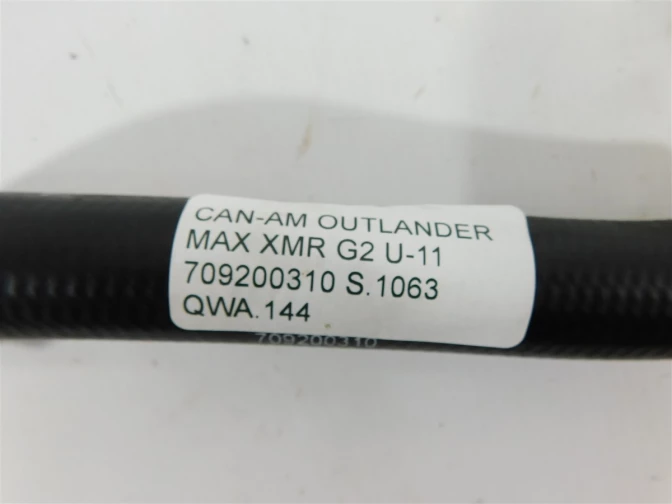 CAN-AM OUTLANDER
MAX XMR G2 U-11
709200310 S.1063
QWA.144
709200310